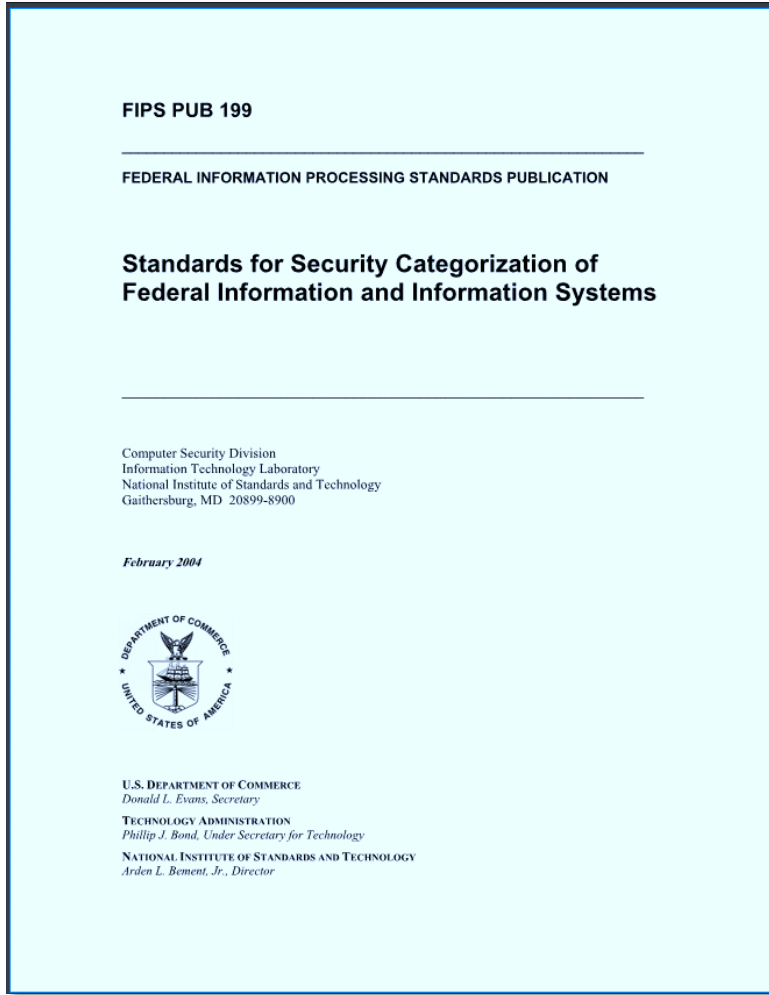 FIPS PUB 199
FEDERAL INFORMATION PROCESSING STANDARDS PUBLICATION
Standards for Security Categorization of
Federal Information and Information Systems
Computer Security Division
Information Technology Laboratory
National Institute of Standards and Technology
Gaithersburg, MD 20899-8900
February 2004
DEPARTMENT OF COMMERCE
UNITED STATES OF AMERICA
U.S. DEPARTMENT OF COMMERCE
Donald L. Evans, Secretary
TECHNOLOGY ADMINISTRATION
Phillip J. Bond, Under Secretary for Technology
NATIONAL INSTITUTE OF STANDARDS AND TECHNOLOGY
Arden L. Bement, Jr., Director